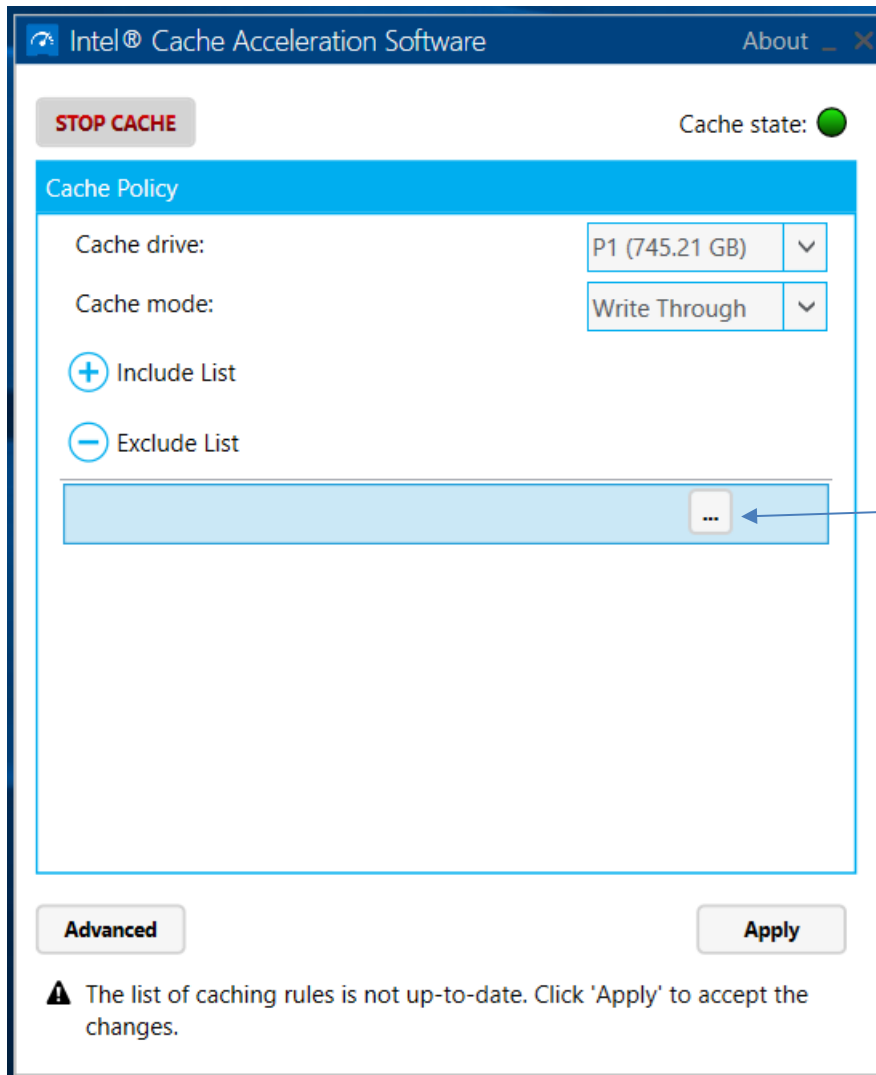 Intel® Cache Acceleration Software About
STOP CACHE Cache state:
Cache Policy
Cache drive: P1 (745.21 GB)
Cache mode: Write Through
Include List
Exclude List
...
Advanced Apply
The list of caching rules is not up-to-date. Click 'Apply' to accept the
changes.